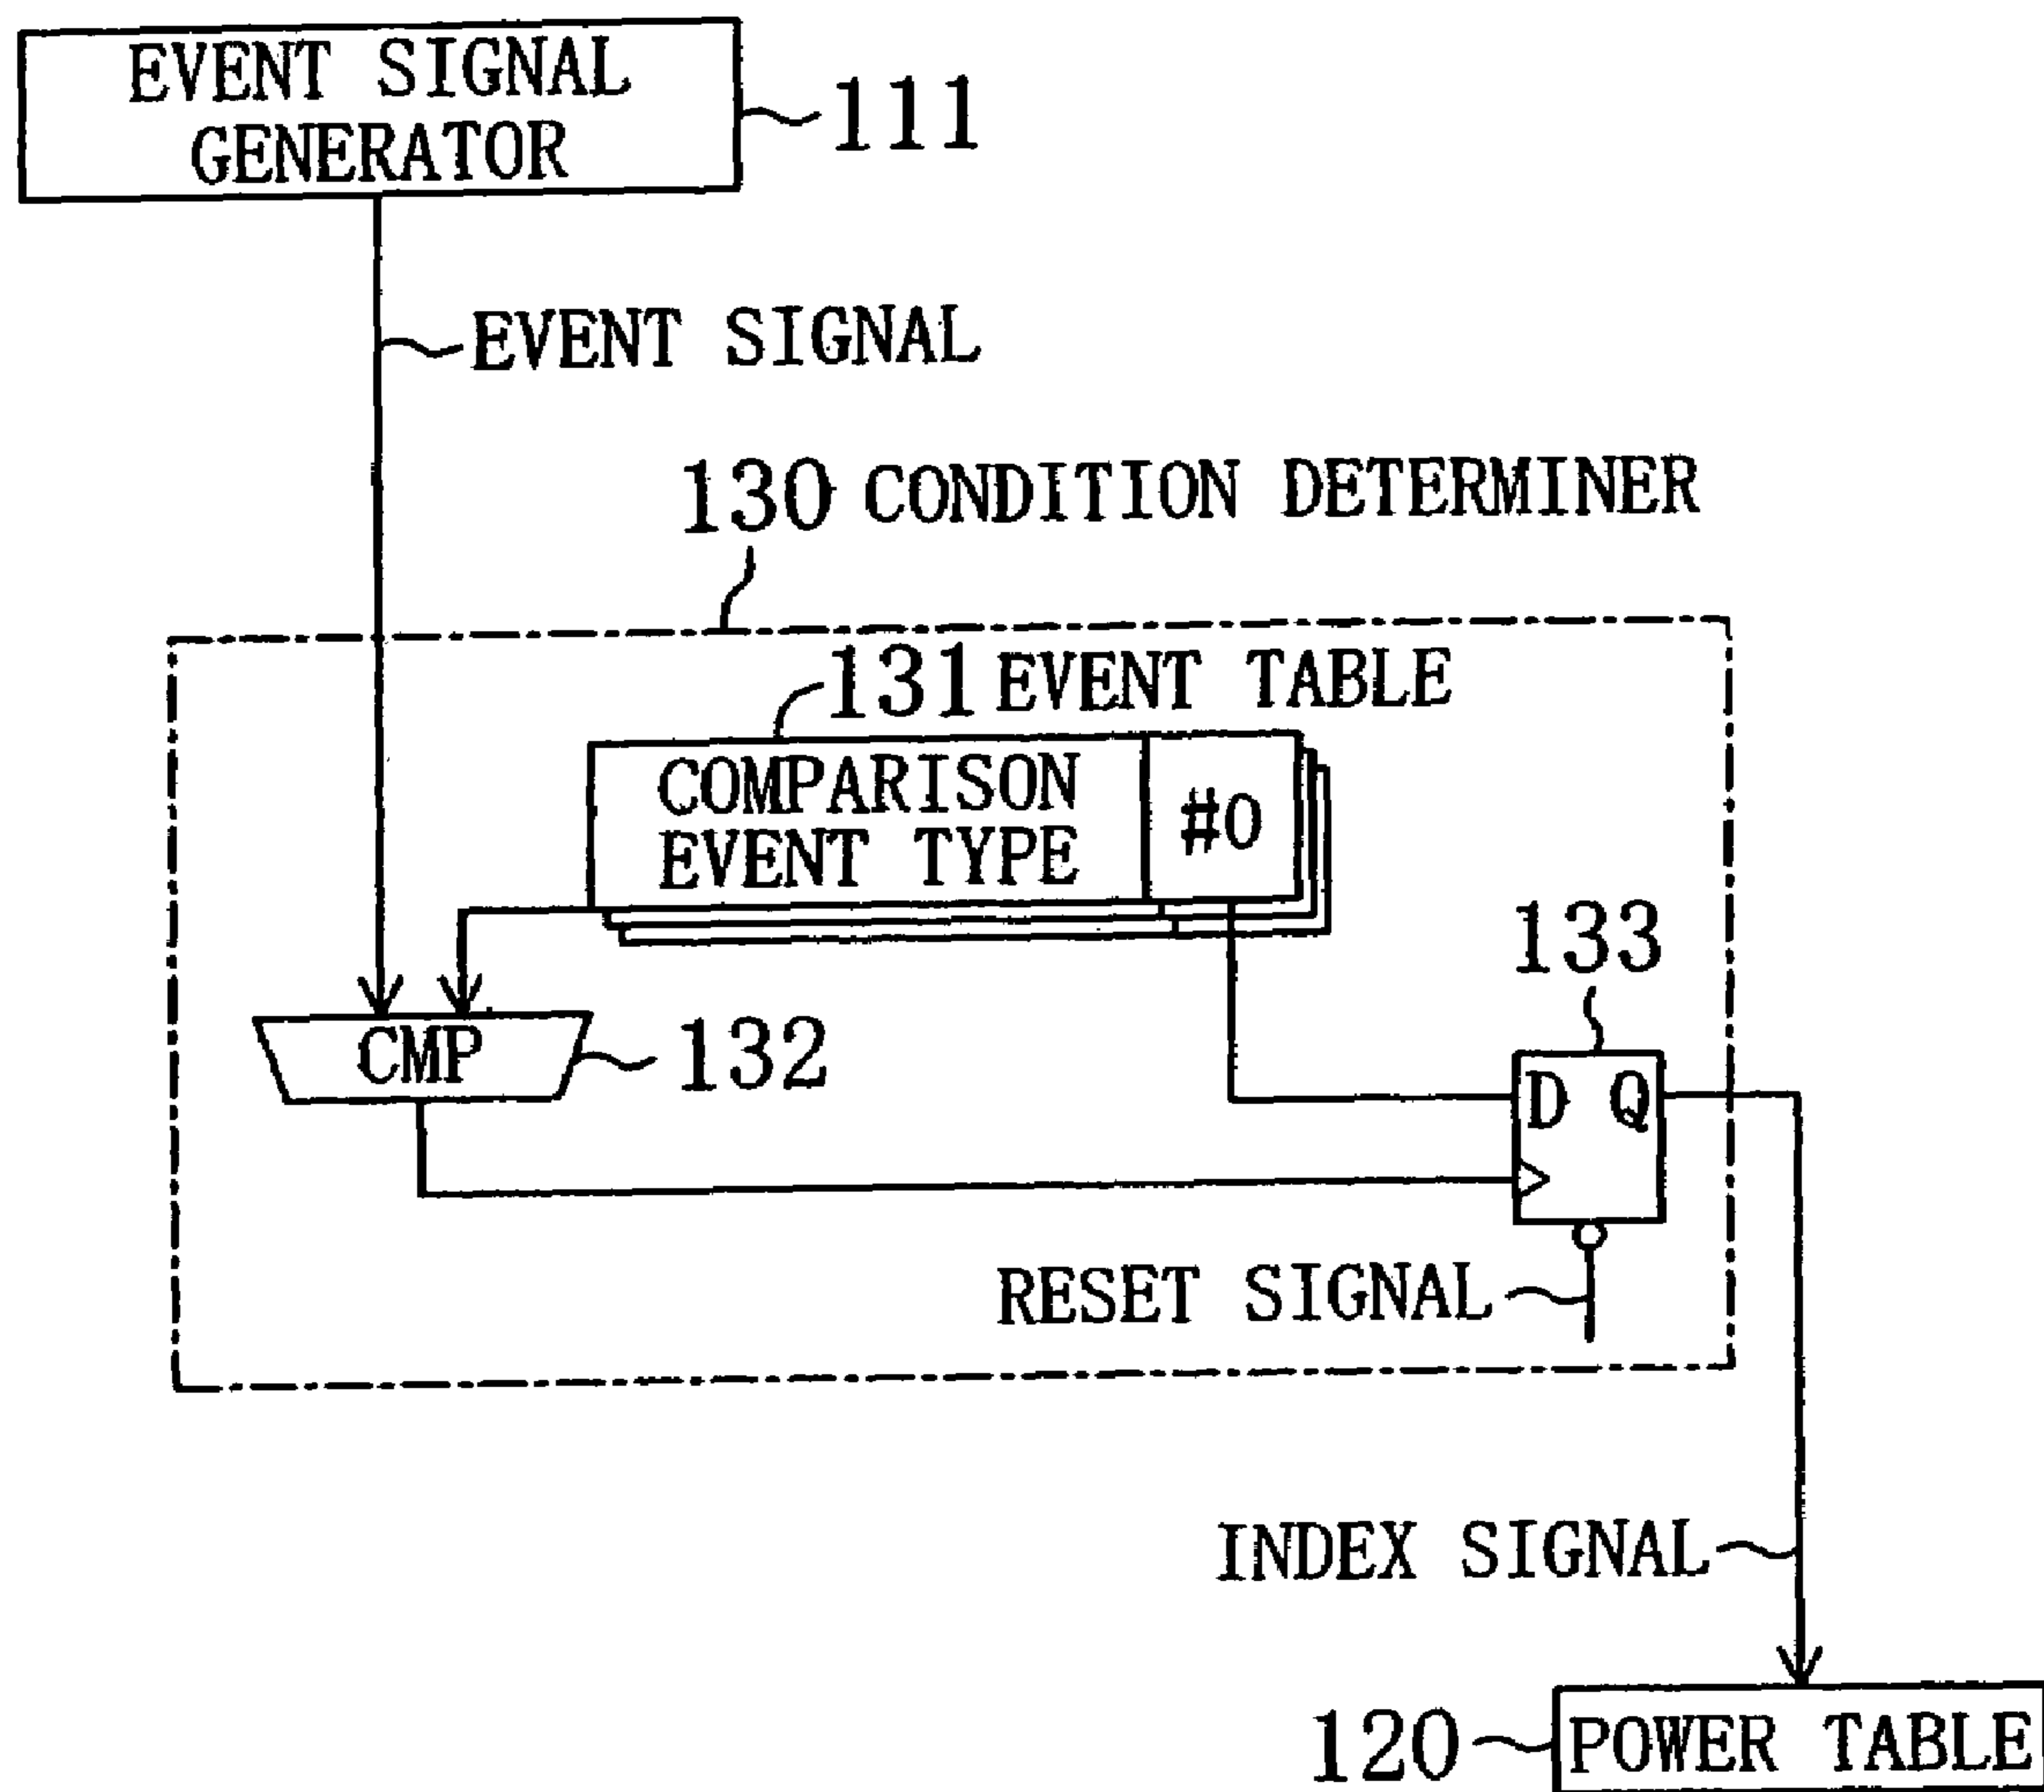 EVENT SIGNAL
GENERATOR
111
EVENT SIGNAL
130 CONDITION DETERMINER
131 EVENT TABLE
COMPARISON
EVENT TYPE
#0
133
CMP
132
D Q
RESET SIGNAL
INDEX SIGNAL
120
POWER TABLE